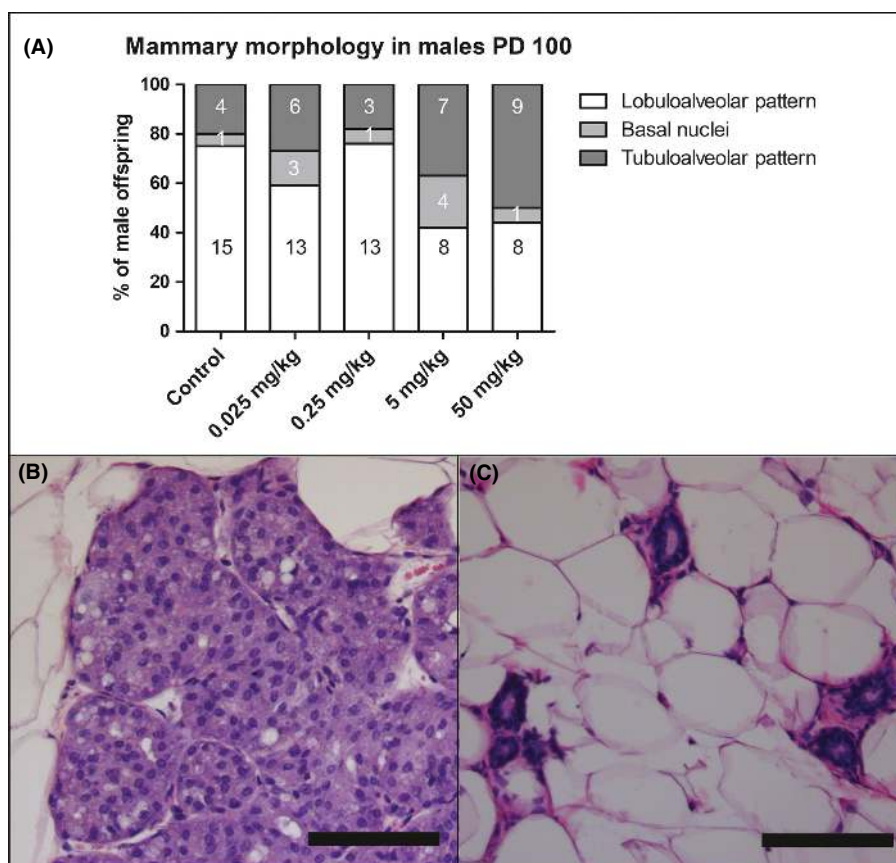 (A)
Mammary morphology in males PD 100
% of male offspring
100
80
60
40
20
0
4
1
15
6
3
13
3
1
13
7
4
8
9
1
8
Control
0.025 mg/kg
0.25 mg/kg
5 mg/kg
50 mg/kg
Lobuloalveolar pattern
Basal nuclei
Tubuloalveolar pattern
(B)
(C)